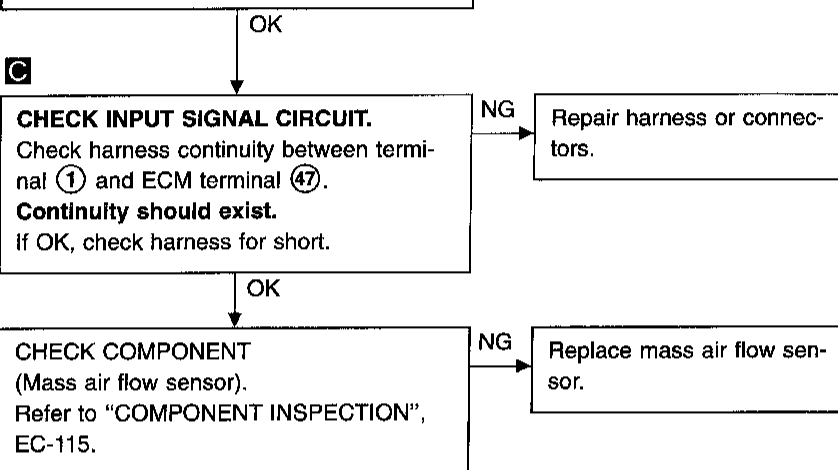 OK
C
CHECK INPUT SIGNAL CIRCUIT.
Check harness continuity between termi-
nal ① and ECM terminal ㊼.
Continuity should exist.
If OK, check harness for short.
NG
Repair harness or connec-
tors.
OK
CHECK COMPONENT
(Mass air flow sensor).
Refer to “COMPONENT INSPECTION”,
EC-115.
NG
Replace mass air flow sen-
sor.